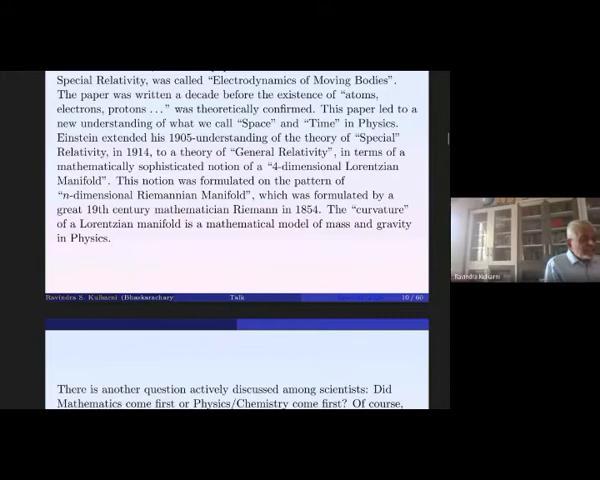 Special Relativity, was called "Electrodynamics of Moving Bodies".
The paper was written a decade before the existence of "atoms,
electrons, protons ..." was theoretically confirmed. This paper led to a
new understanding of what we call "Space" and "Time" in Physics.
Einstein extended his 1905-understanding of the theory of "Special"
Relativity, in 1914, to a theory of "General Relativity", in terms of a
mathematically sophisticated notion of a "4-dimensional Lorentzian
Manifold". This notion was formulated on the pattern of
"n-dimensional Riemannian Manifold", which was formulated by a
great 19th century mathematician Riemann in 1854. The "curvature"
of a Lorentzian manifold is a mathematical model of mass and gravity
in Physics.
Ravindra S. Kulkarni (Bhaskarachary
Talk
10 / 60
There is another question actively discussed among scientists: Did
Mathematics come first or Physics/Chemistry come first? Of course,
Ravindra Kulkarni